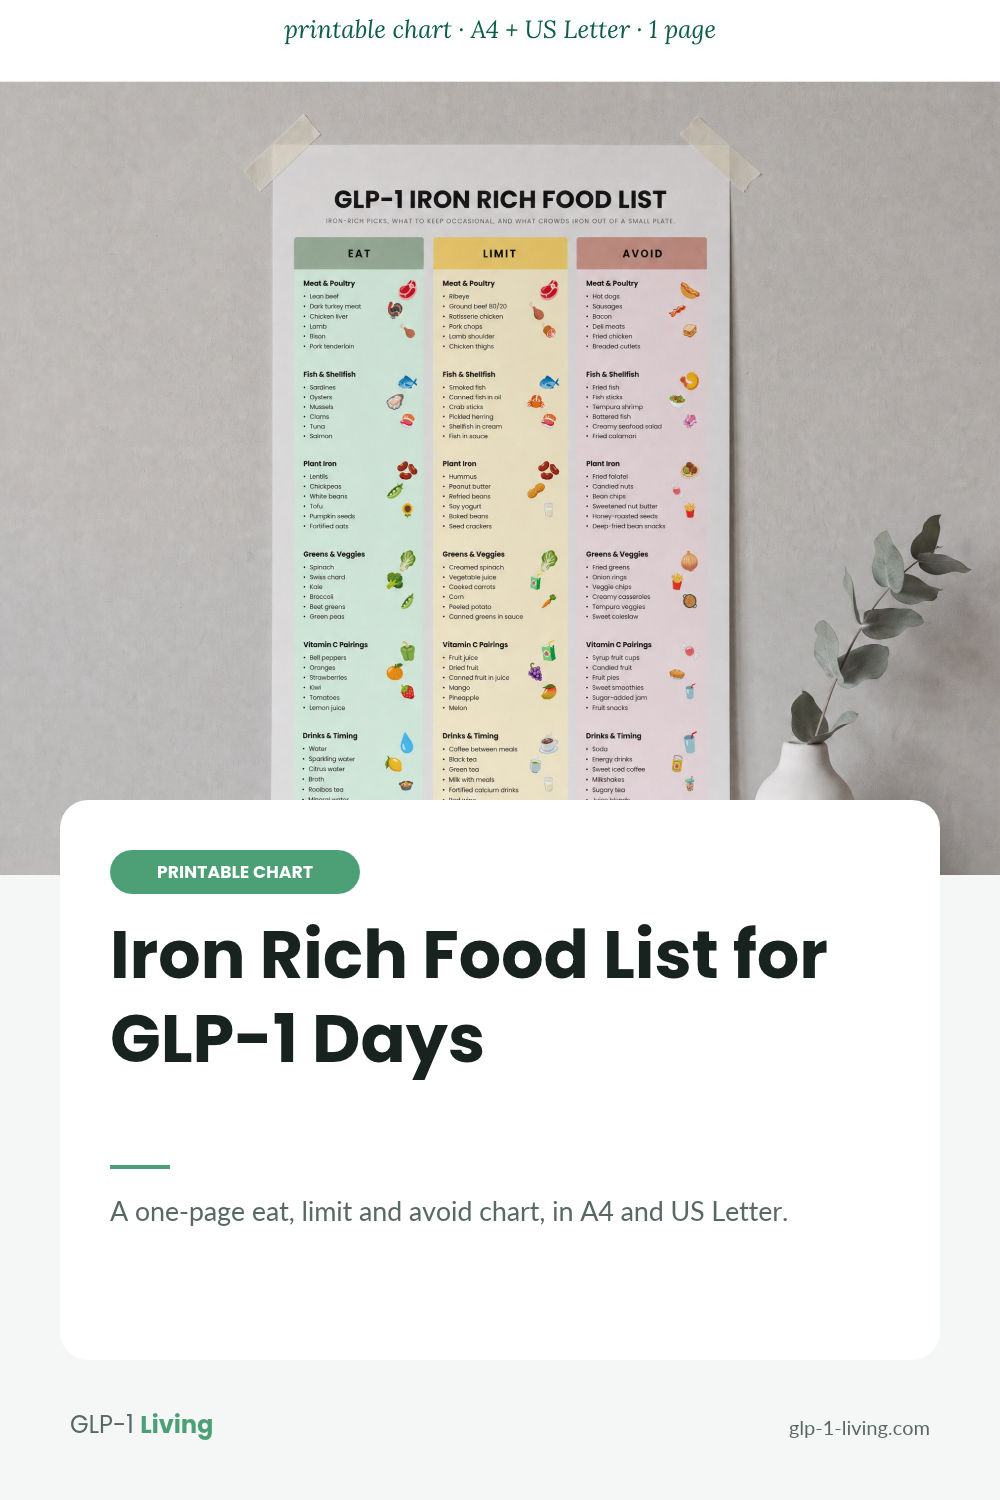 printable chart · A4 + US Letter · 1 page
GLP-1 IRON RICH FOOD LIST
IRON-RICH PICKS, WHAT TO KEEP OCCASIONAL, AND WHAT CROWDS IRON OUT OF A SMALL PLATE.
EAT
Meat & Poultry
• Lean beef
• Dark turkey meat
• Chicken liver
• Lamb
• Bison
• Pork tenderloin
Fish & Shellfish
• Sardines
• Oysters
• Mussels
• Clams
• Tuna
• Salmon
Plant Iron
• Lentils
• Chickpeas
• White beans
• Tofu
• Pumpkin seeds
• Fortified oats
Greens & Veggies
• Spinach
• Swiss chard
• Kale
• Broccoli
• Beet greens
• Green peas
Vitamin C Pairings
• Bell peppers
• Oranges
• Strawberries
• Kiwi
• Tomatoes
• Lemon juice
Drinks & Timing
• Water
• Sparkling water
• Citrus water
• Broth
• Rooibos tea
• Mineral water
LIMIT
Meat & Poultry
• Ribeye
• Ground beef 80/20
• Rotisserie chicken
• Pork chops
• Lamb shoulder
• Chicken thighs
Fish & Shellfish
• Smoked fish
• Canned fish in oil
• Crab sticks
• Pickled herring
• Shellfish in cream
• Fish in sauce
Plant Iron
• Hummus
• Peanut butter
• Refried beans
• Soy yogurt
• Baked beans
• Seed crackers
Greens & Veggies
• Creamed spinach
• Vegetable juice
• Cooked carrots
• Corn
• Peeled potato
• Canned greens in sauce
Vitamin C Pairings
• Fruit juice
• Dried fruit
• Canned fruit in juice
• Mango
• Pineapple
• Melon
Drinks & Timing
• Coffee between meals
• Black tea
• Green tea
• Milk with meals
• Fortified calcium drinks
AVOID
Meat & Poultry
• Hot dogs
• Sausages
• Bacon
• Deli meats
• Fried chicken
• Breaded cutlets
Fish & Shellfish
• Fried fish
• Fish sticks
• Tempura shrimp
• Battered fish
• Creamy seafood salad
• Fried calamari
Plant Iron
• Fried falafel
• Candied nuts
• Bean chips
• Sweetened nut butter
• Honey-roasted seeds
• Deep-fried bean snacks
Greens & Veggies
• Fried greens
• Onion rings
• Veggie chips
• Creamy casseroles
• Tempura veggies
• Sweet coleslaw
Vitamin C Pairings
• Syrup fruit cups
• Candied fruit
• Fruit pies
• Sweet smoothies
• Sugar-added jam
• Fruit snacks
Drinks & Timing
• Soda
• Energy drinks
• Sweet iced coffee
• Milkshakes
• Sugary tea
PRINTABLE CHART
Iron Rich Food List for
GLP-1 Days
A one-page eat, limit and avoid chart, in A4 and US Letter.
GLP-1 Living
glp-1-living.com